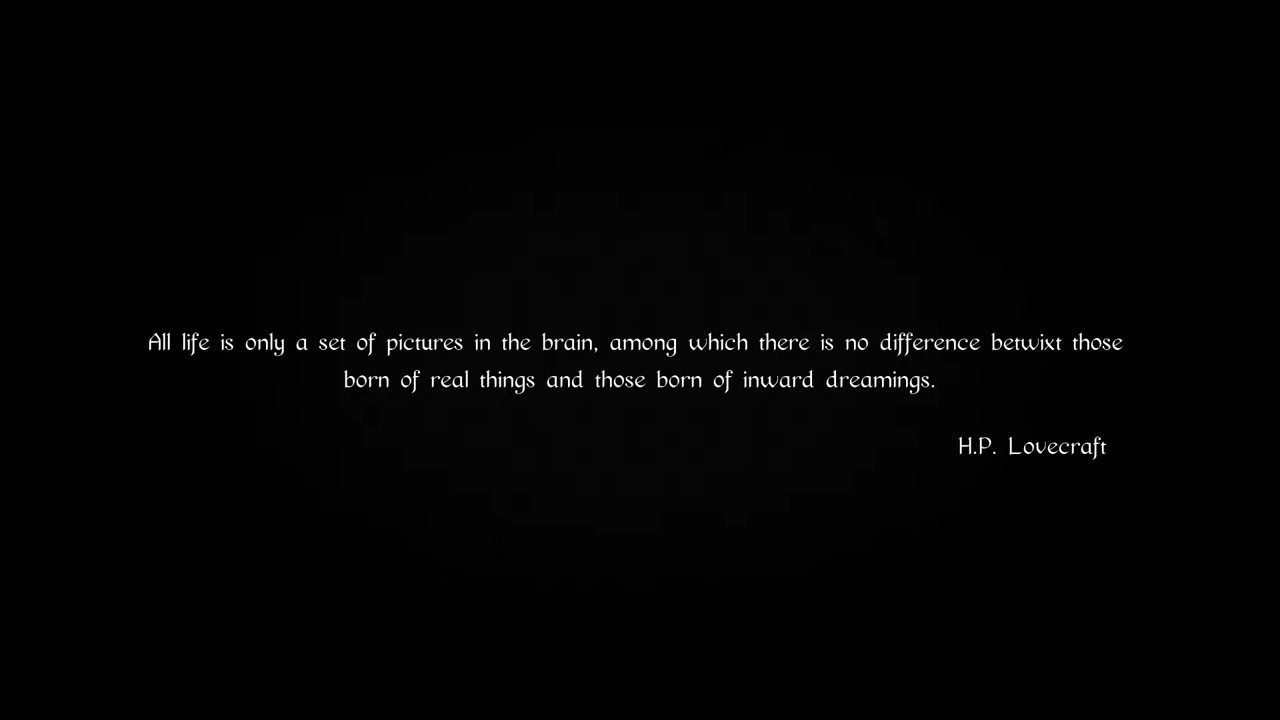 All life is only a set of pictures in the brain, among which there is no difference betwixt those
born of real things and those born of inward dreamings.
H.P. Lovecraft